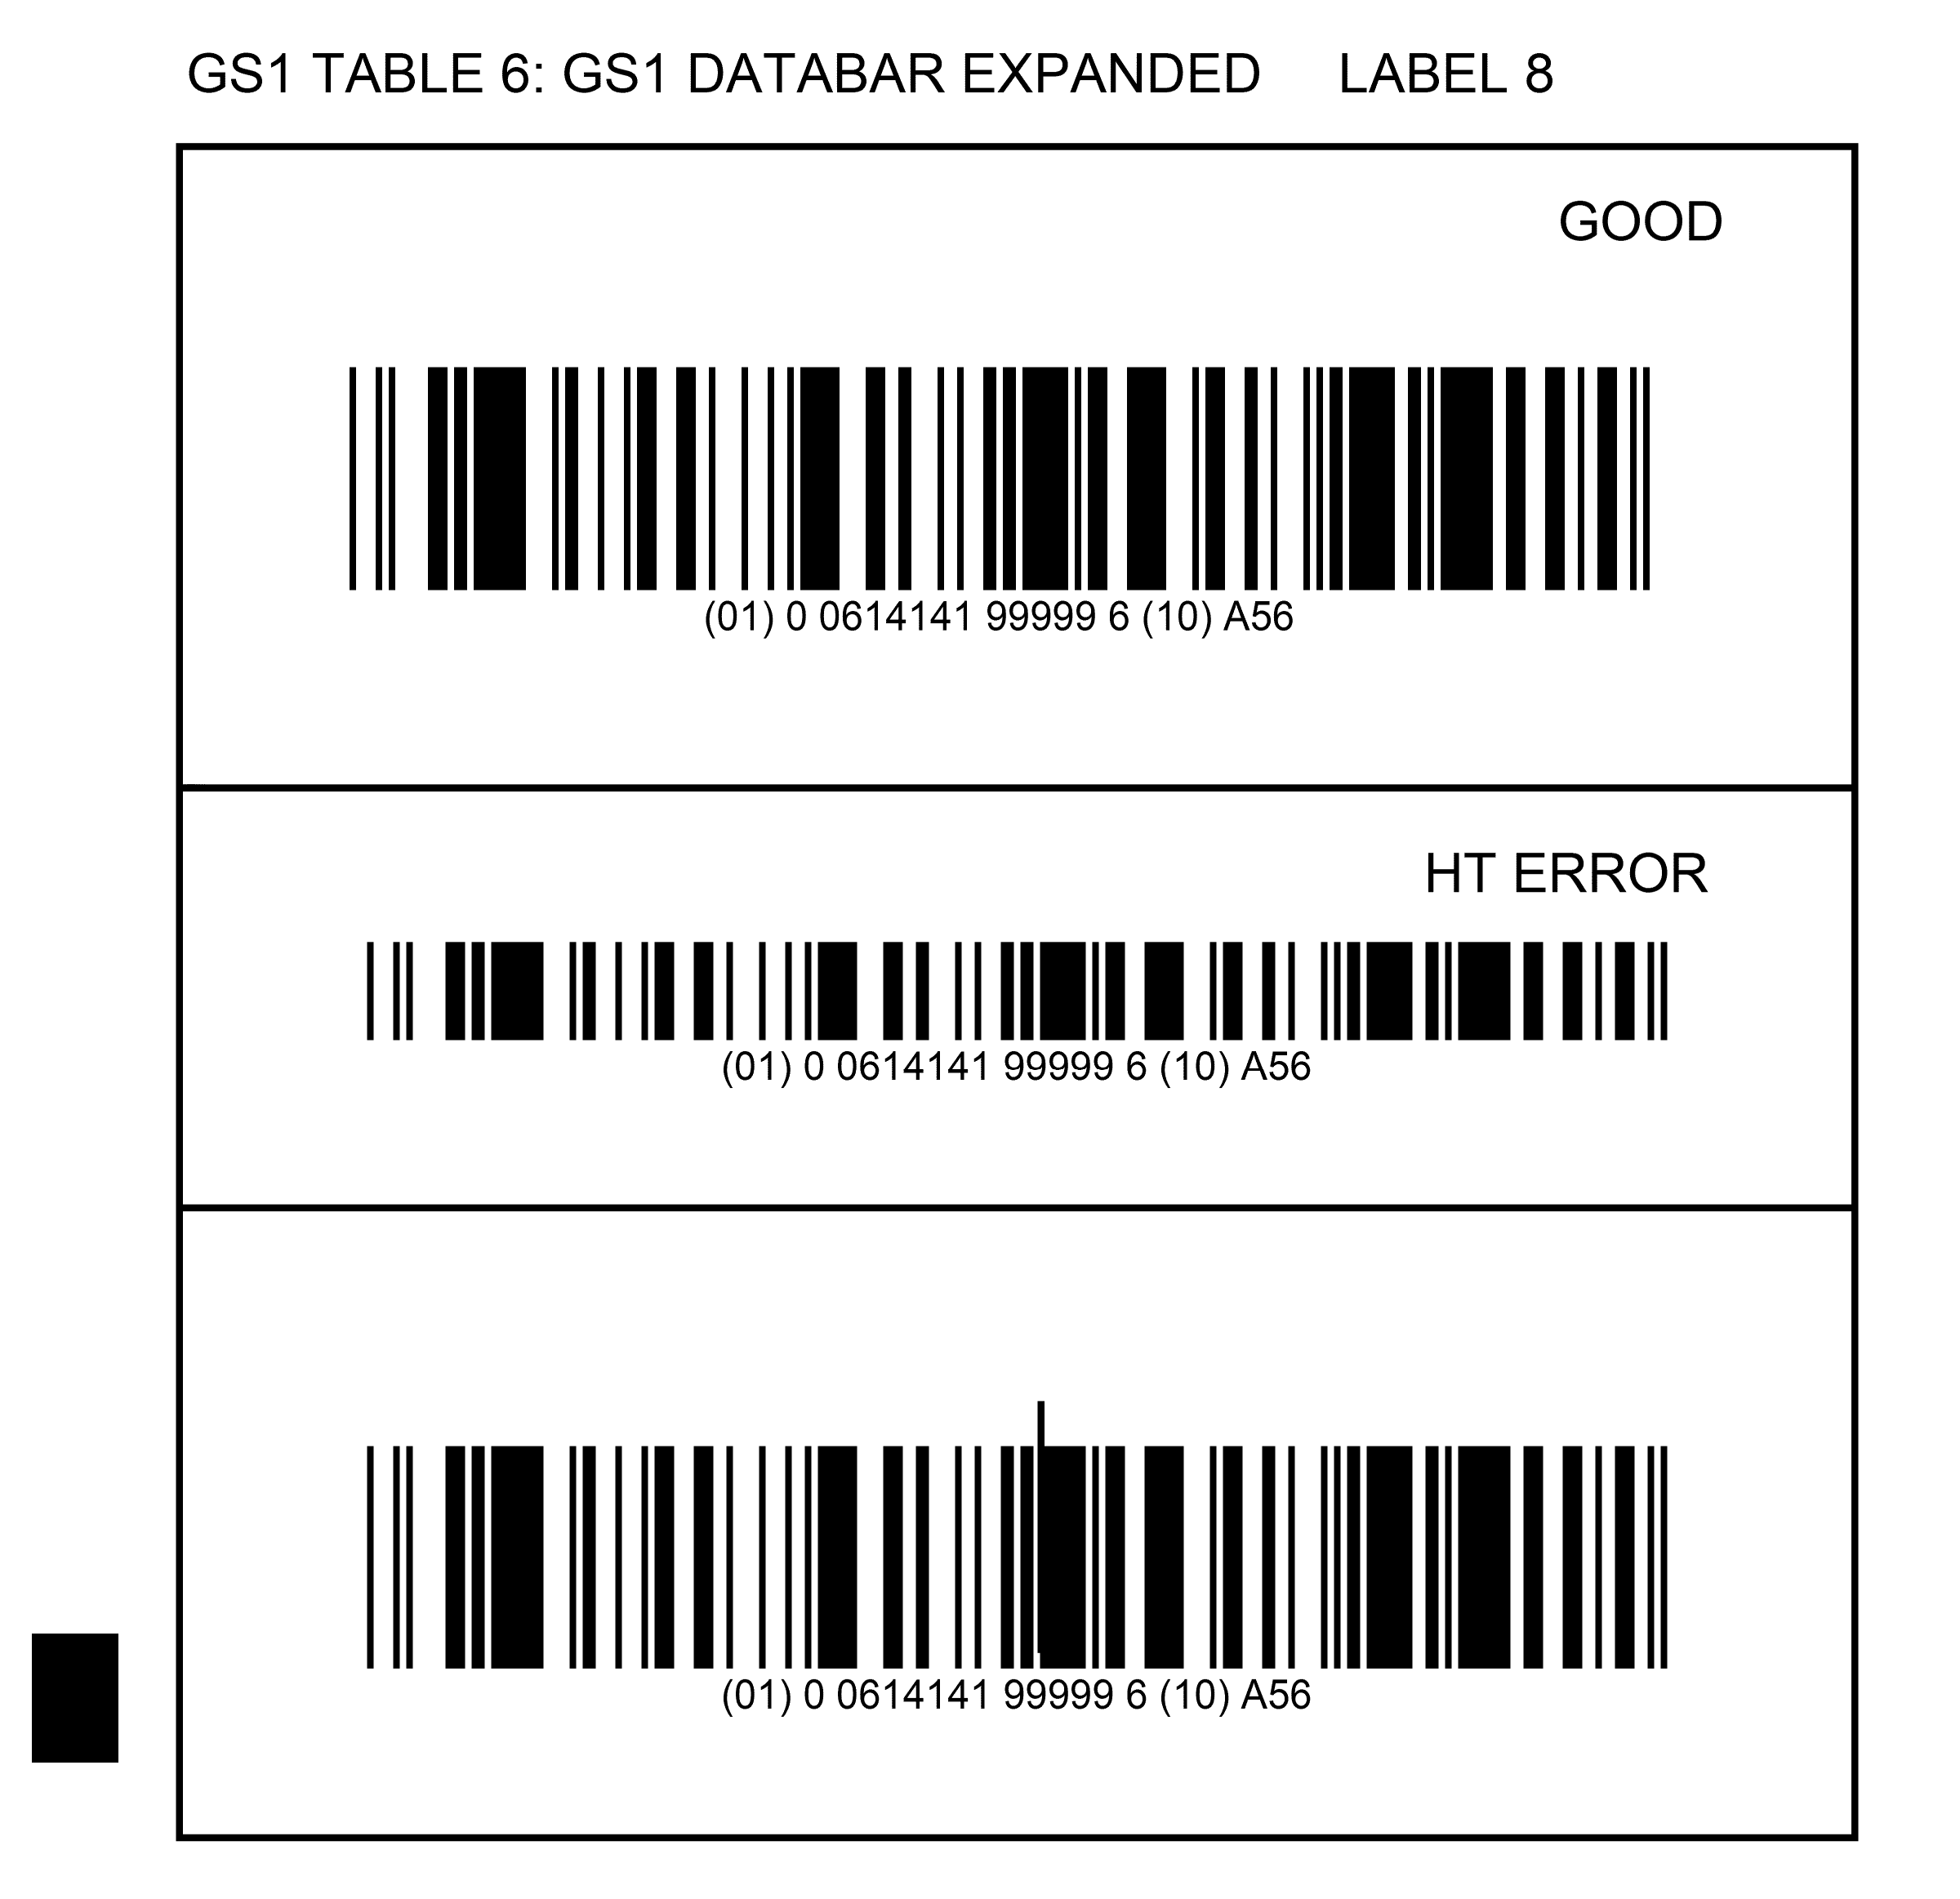 GS1 TABLE 6: GS1 DATABAR EXPANDED LABEL 8
GOOD
(01) 0 0614141 99999 6 (10) A56
HT ERROR
(01) 0 0614141 99999 6 (10) A56
(01) 0 0614141 99999 6 (10) A56